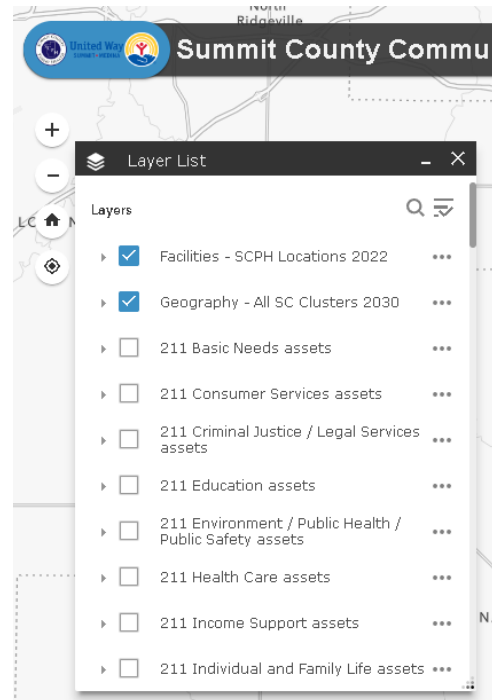 North
Ridgeville
United Way
SUMMIT • MEDINA
Summit County Commu
Layer List
Layers
LC
N
Facilities - SCPH Locations 2022
Geography - All SC Clusters 2030
211 Basic Needs assets
211 Consumer Services assets
211 Criminal Justice / Legal Services
assets
211 Education assets
211 Environment / Public Health /
Public Safety assets
211 Health Care assets
211 Income Support assets
N
211 Individual and Family Life assets